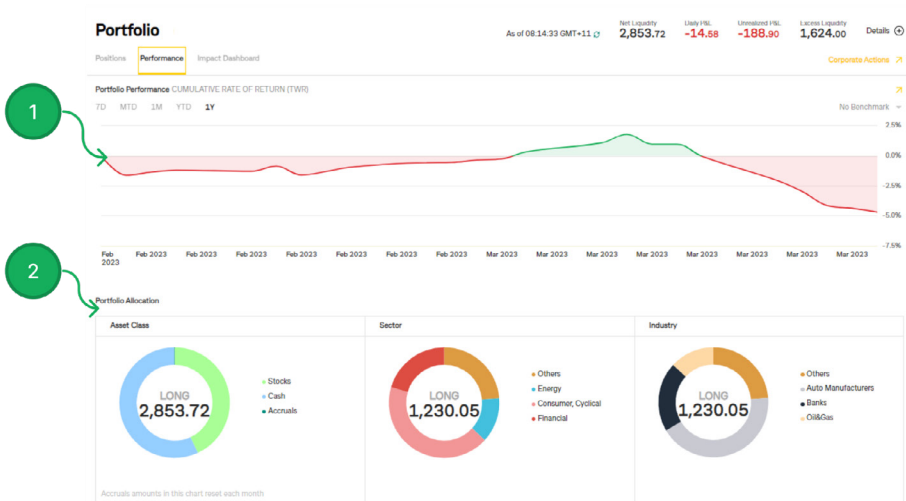 Portfolio
As of 08:14:33 GMT+11
Net Liquidity
2,853.72
Daily P&L
-14.58
Unrealized P&L
-188.90
Excess Liquidity
1,624.00
Details
Positions Performance Impact Dashboard
Corporate Actions
1
Portfolio Performance CUMULATIVE RATE OF RETURN (TWR)
7D MTD 1M YTD 1Y
No Benchmark
2.5%
0.0%
-2.5%
-5.0%
-7.5%
Feb 2023 Feb 2023 Feb 2023 Feb 2023 Feb 2023 Feb 2023 Feb 2023 Feb 2023 Mar 2023 Mar 2023 Mar 2023 Mar 2023 Mar 2023 Mar 2023 Mar 2023 Mar 2023
2
Portfolio Allocation
Asset Class
LONG
2,853.72
Stocks
Cash
Accruals
Accruals amounts in this chart reset each month
Sector
LONG
1,230.05
Others
Energy
Consumer, Cyclical
Financial
Industry
LONG
1,230.05
Others
Auto Manufacturers
Banks
Oil&Gas